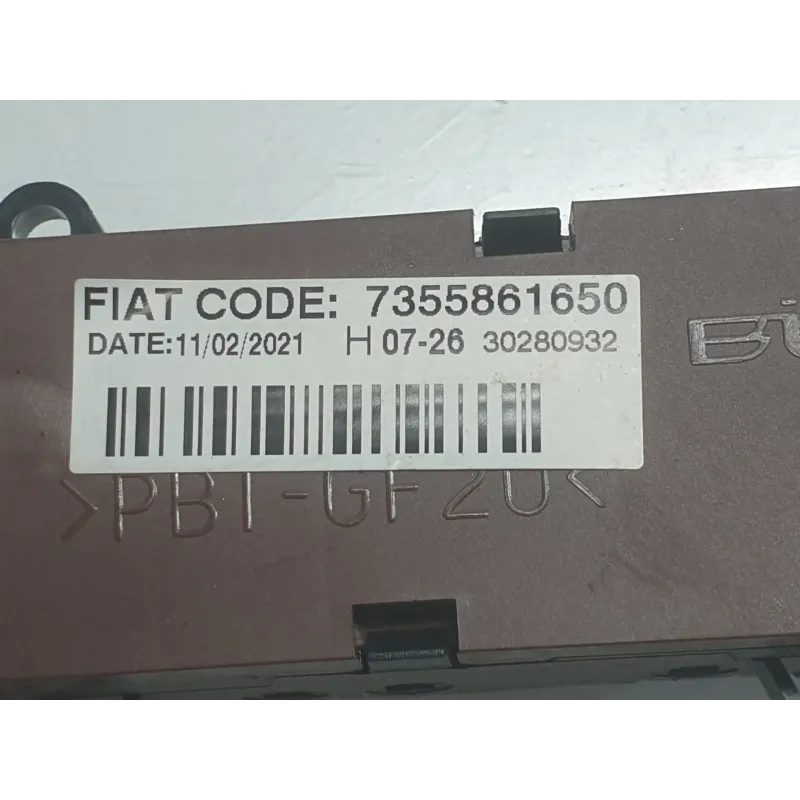 FIAT CODE: 7355861650
DATE:11/02/2021 H 07-26 30280932
>PBT-GF20<